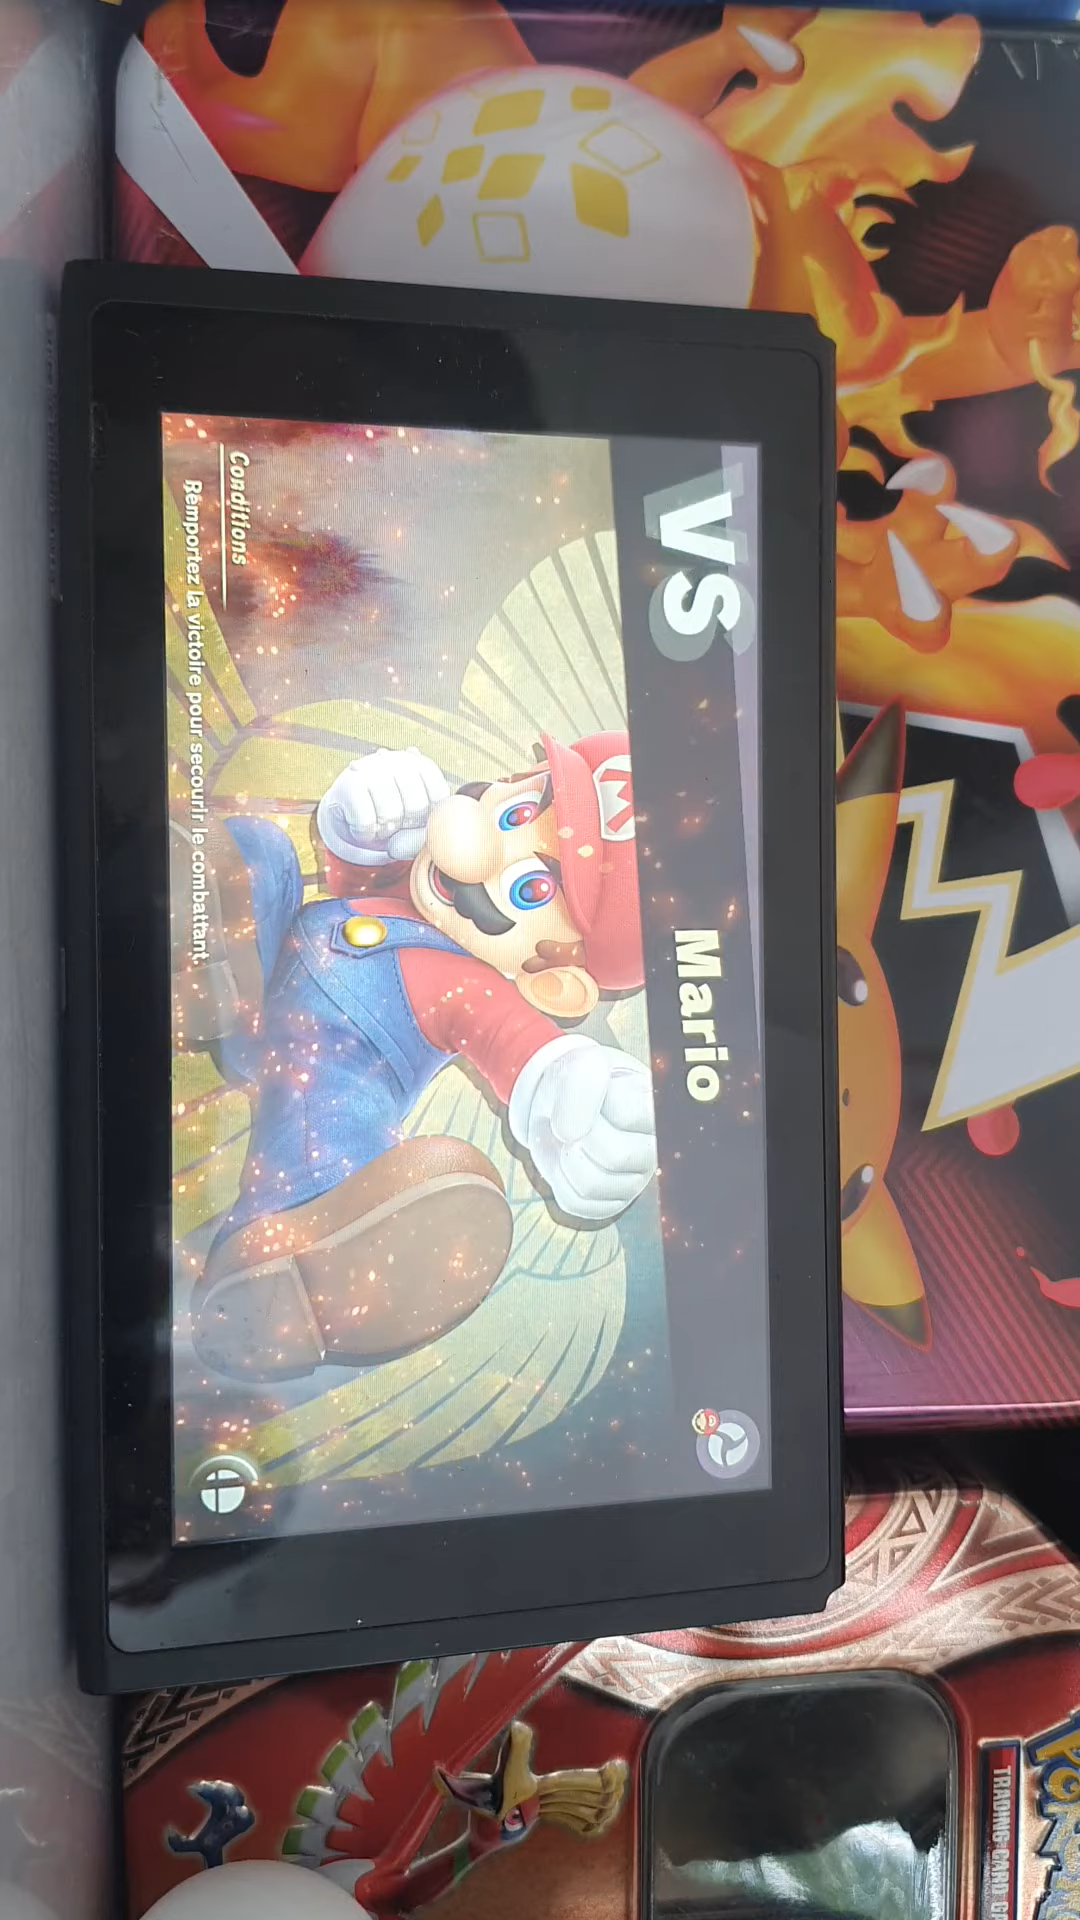 VS
Mario
Conditions
Remportez la victoire pour secourir le combattant.
M
TRADING CARD